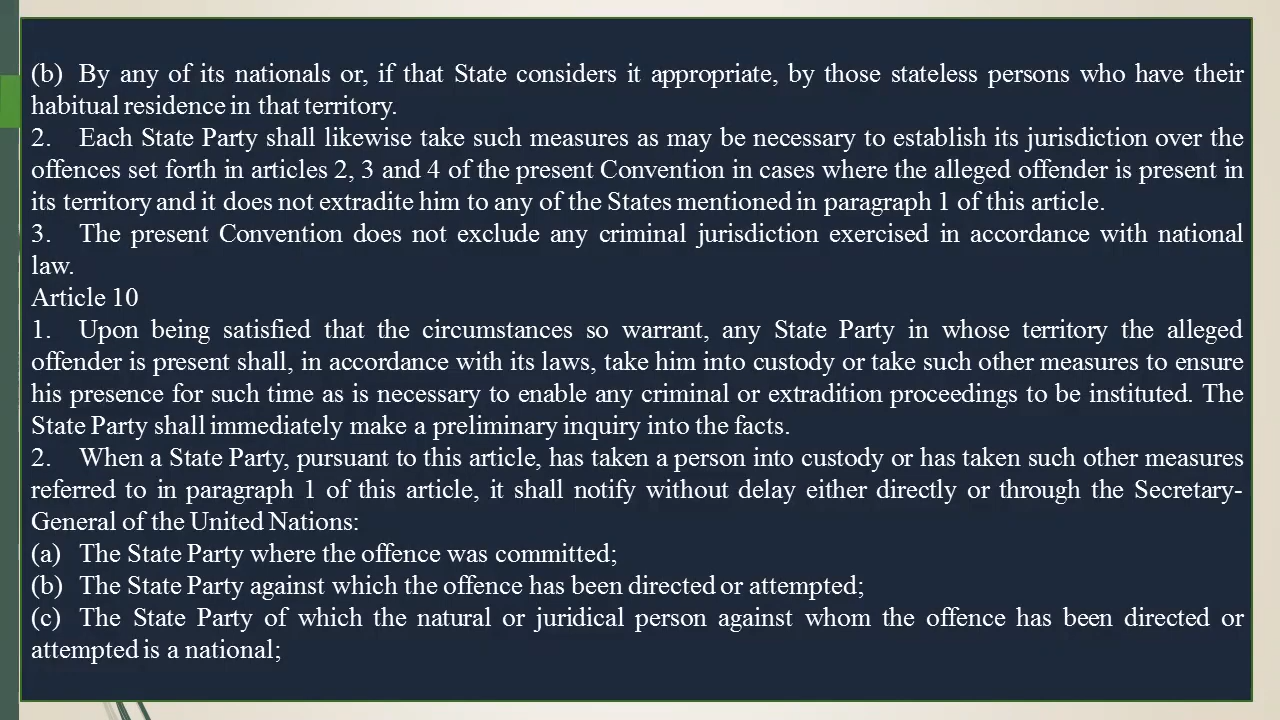 (b) By any of its nationals or, if that State considers it appropriate, by those stateless persons who have their
habitual residence in that territory.
2. Each State Party shall likewise take such measures as may be necessary to establish its jurisdiction over the
offences set forth in articles 2, 3 and 4 of the present Convention in cases where the alleged offender is present in
its territory and it does not extradite him to any of the States mentioned in paragraph 1 of this article.
3. The present Convention does not exclude any criminal jurisdiction exercised in accordance with national
law.
Article 10
1. Upon being satisfied that the circumstances so warrant, any State Party in whose territory the alleged
offender is present shall, in accordance with its laws, take him into custody or take such other measures to ensure
his presence for such time as is necessary to enable any criminal or extradition proceedings to be instituted. The
State Party shall immediately make a preliminary inquiry into the facts.
2. When a State Party, pursuant to this article, has taken a person into custody or has taken such other measures
referred to in paragraph 1 of this article, it shall notify without delay either directly or through the Secretary-
General of the United Nations:
(a) The State Party where the offence was committed;
(b) The State Party against which the offence has been directed or attempted;
(c) The State Party of which the natural or juridical person against whom the offence has been directed or
attempted is a national;